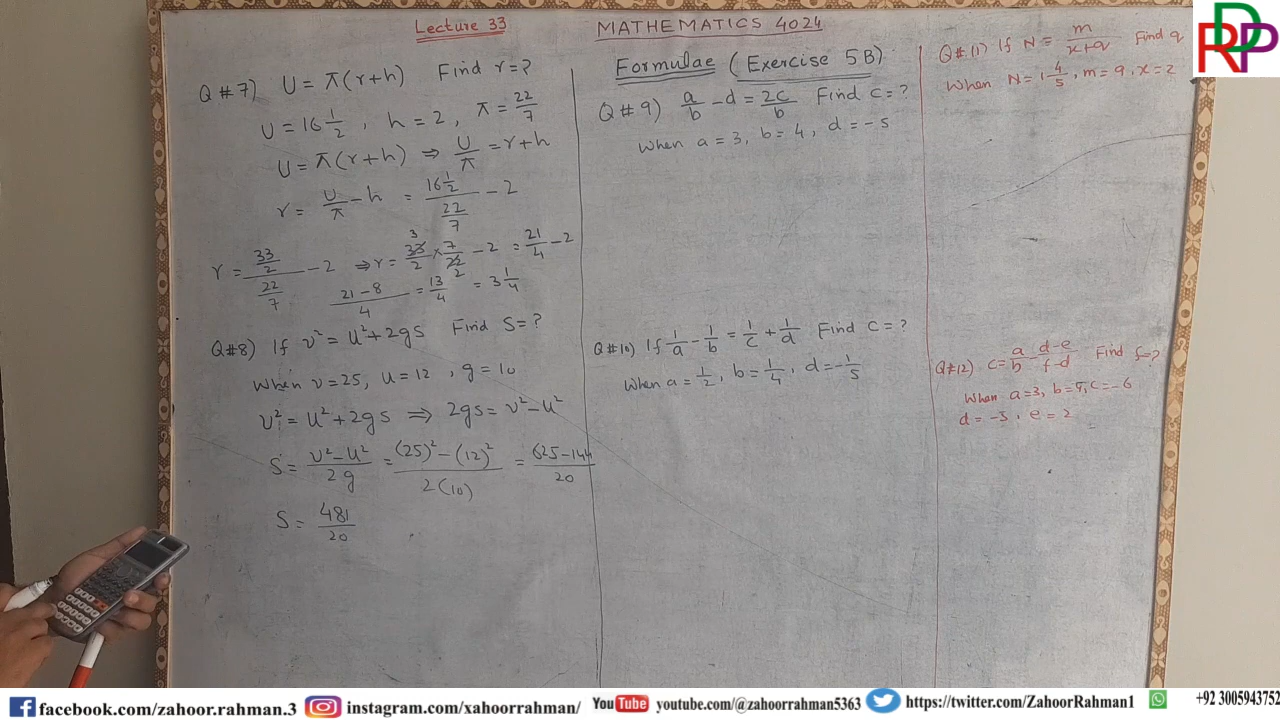 Lecture 33
MATHEMATICS 4024
Formulae (Exercise 5B)
Q#7) U = π(r+h) Find r=?
U = 16 1/2, h = 2, π = 22/7
U = π(r+h) ⇒ U/π = r+h
r = U/π - h = (16 1/2)/(22/7) - 2
r = (33/2)/(22/7) - 2 ⇒ r = 33/2 × 7/22 - 2 = 21/4 - 2
3
2
(21-8)/4 = 13/4 = 3 1/4
Q#8) If v² = u²+2gs Find S=?
When v=25, u=12, g=10
v² = u²+2gs ⇒ 2gs = v²-u²
S = (v²-u²)/2g = ((25)²-(12)²)/2(10) = (625-144)/20
S = 481/20
Q#9) a/b - d = 2c/b Find c=?
When a=3, b=4, d=-5
Q#10) If 1/a - 1/b = 1/c + 1/d Find c=?
When a=1/2, b=1/4, d=-1/5
Q#(1) If N = m/(x+q) Find q
When N=1 4/5, m=9, x=2
Q#12) c = a/b - (d-e)/(f-d) Find f=?
When a=3, b=5, c=-6
d=-5, e=2
RDP
facebook.com/zahoor.rahman.3
instagram.com/xahoorrahman/
YouTube youtube.com/@zahoorrahman5363
https://twitter.com/ZahoorRahman1
+92 3005943752